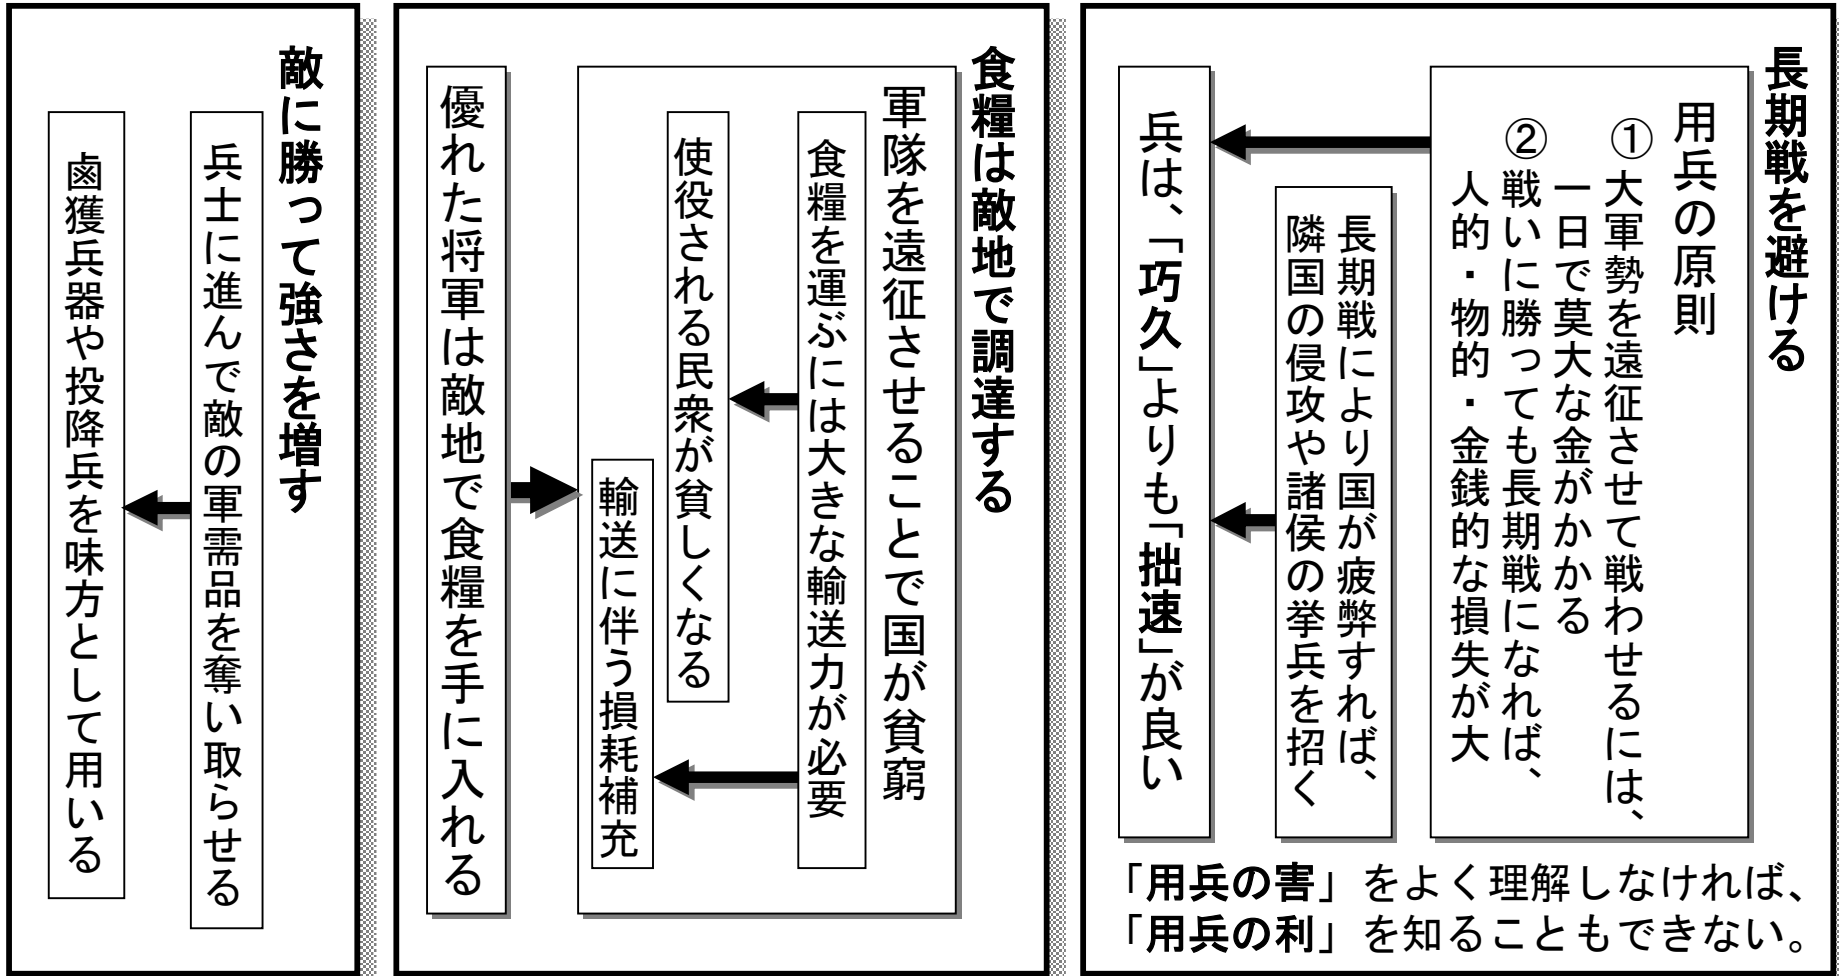 長期戦を避ける
用兵の原則
①大軍勢を遠征させて戦わせるには、
一日で莫大な金がかかる
②戦いに勝っても長期戦になれば、
人的・物的・金銭的な損失が大
長期戦により国が疲弊すれば、
隣国の侵攻や諸侯の挙兵を招く
兵は、「巧久」よりも「拙速」が良い
「用兵の害」をよく理解しなければ、
「用兵の利」を知ることもできない。
食糧は敵地で調達する
軍隊を遠征させることで国が貧窮
食糧を運ぶには大きな輸送力が必要
使役される民衆が貧しくなる
輸送に伴う損耗補充
優れた将軍は敵地で食糧を手に入れる
敵に勝って強さを増す
兵士に進んで敵の軍需品を奪い取らせる
鹵獲兵器や投降兵を味方として用いる